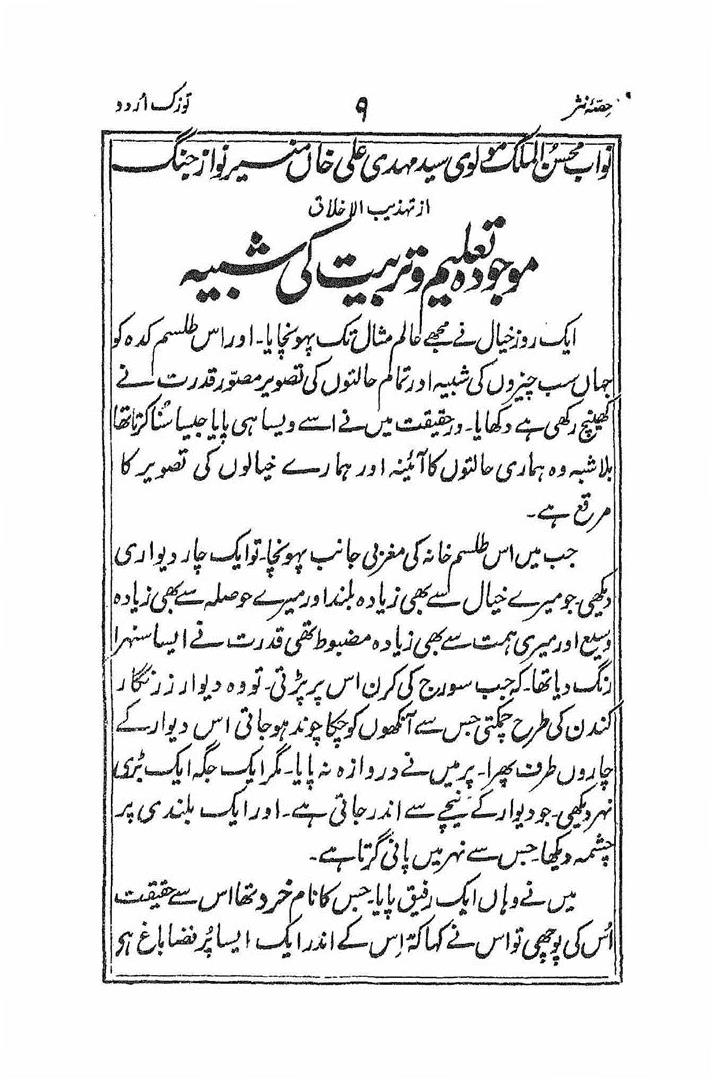 حصۂ نثر
۹
توزک اُردو
نواب محسن الملک مولوی سید مہدی علی خاں منیر نواز جنگ
از تہذیب الاخلاق
موجودہ تعلیم و تربیت کی شبیہ
ایک روز خیال نے مجھے عالم مثال تک پہونچایا۔ اور اس طلسم کدہ کو
جہاں سب چیزوں کی شبیہ اور تمام حالتوں کی تصویر مصوّر قدرت نے
کھینچ رکھی ہے دکھایا۔ درحقیقت میں نے اسے ویسا ہی پایا جیسا سُنا کرتا تھا
بلا شبہ وہ ہماری حالتوں کا آئینہ اور ہمارے خیالوں کی تصویر کا
مرقع ہے۔
جب میں اس طلسم خانہ کی مغربی جانب پہونچا۔ تو ایک چار دیواری
دیکھی۔ جو میرے خیال سے بھی زیادہ بلند اور میرے حوصلہ سے بھی زیادہ
وسیع اور میری ہمت سے بھی زیادہ مضبوط تھی قدرت نے ایسا سنہرا
رنگ دیا تھا۔ کہ جب سورج کی کرن اس پر پڑتی۔ تو وہ دیوار زرنگار
کندن کی طرح چمکتی جس سے آنکھوں کو چکا چوند ہو جاتی اس دیوار کے
چاروں طرف پھرا۔ پر میں نے دروازہ نہ پایا۔ مگر ایک جگہ ایک بڑی
نہر دیکھی۔ جو دیوار کے نیچے سے اندر جاتی ہے۔ اور ایک بلندی پر
چشمہ دیکھا۔ جس سے نہر میں پانی گرتا ہے۔
میں نے وہاں ایک رفیق پایا۔ جس کا نام خرد تھا اس سے حقیقت
اُس کی پوچھی تو اس نے کہا کہ اِس کے اندر ایک ایسا پُر فضا باغ ہے